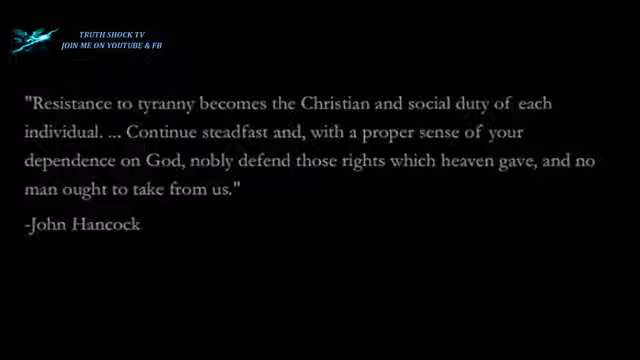 TRUTH SHOCK TV
JOIN ME ON YOUTUBE & FB
"Resistance to tyranny becomes the Christian and social duty of each
individual. ... Continue steadfast and, with a proper sense of your
dependence on God, nobly defend those rights which heaven gave, and no
man ought to take from us."
-John Hancock